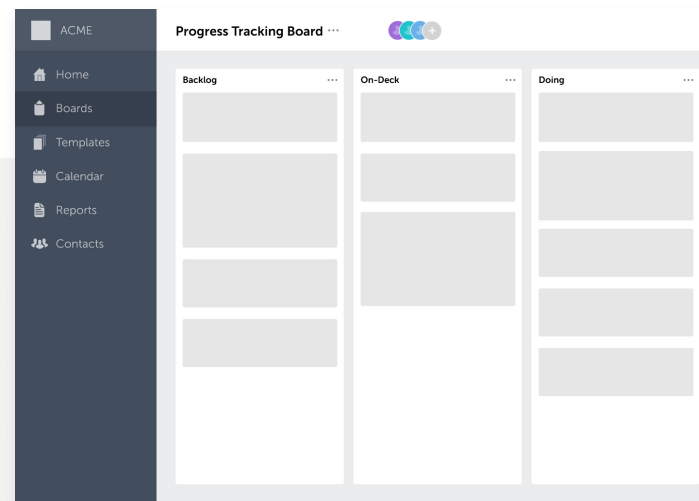 ACME
Progress Tracking Board
Home
Boards
Templates
Calendar
Reports
Contacts
Backlog
On-Deck
Doing